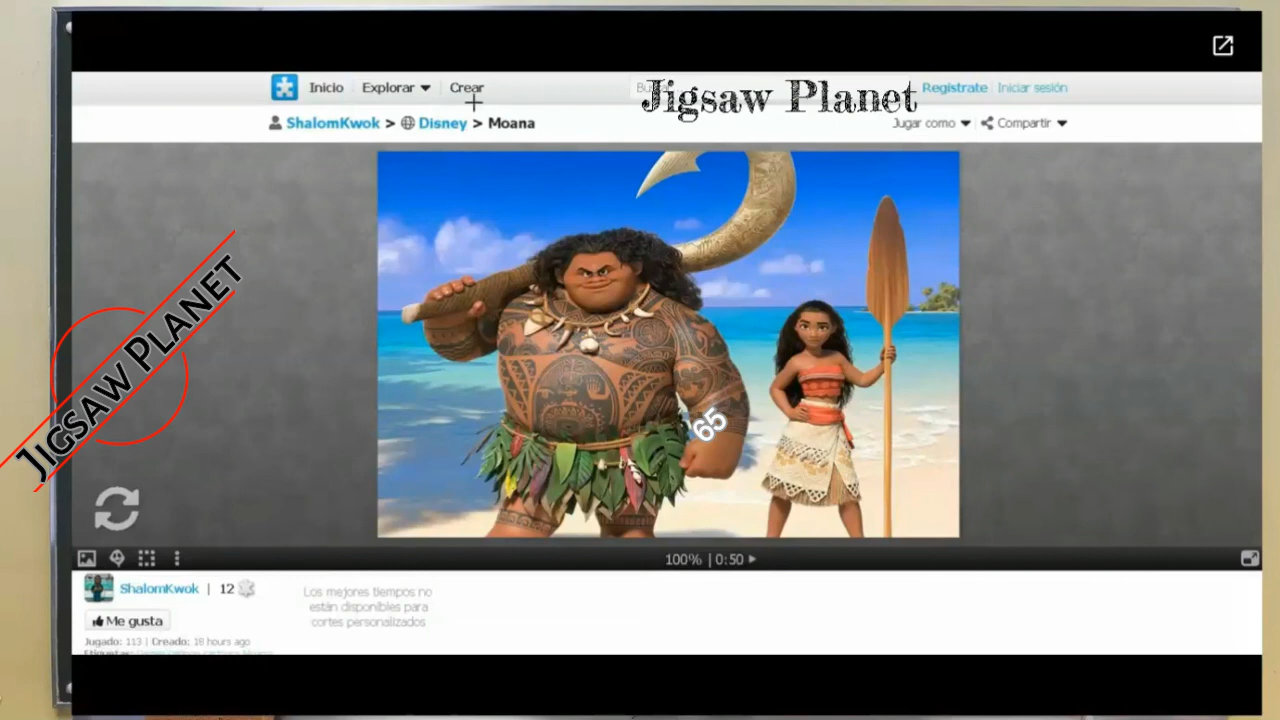 Inicio Explorar Crear Jigsaw Planet Regístrate Iniciar sesión
ShalomKwok > Disney > Moana Jugar como Compartir
JIGSAW PLANET
65
100% | 0:50
ShalomKwok | 12
Los mejores tiempos no
están disponibles para
cortes personalizados
Me gusta
Jugado: 113 | Creado: 18 hours ago
Etiquetas: